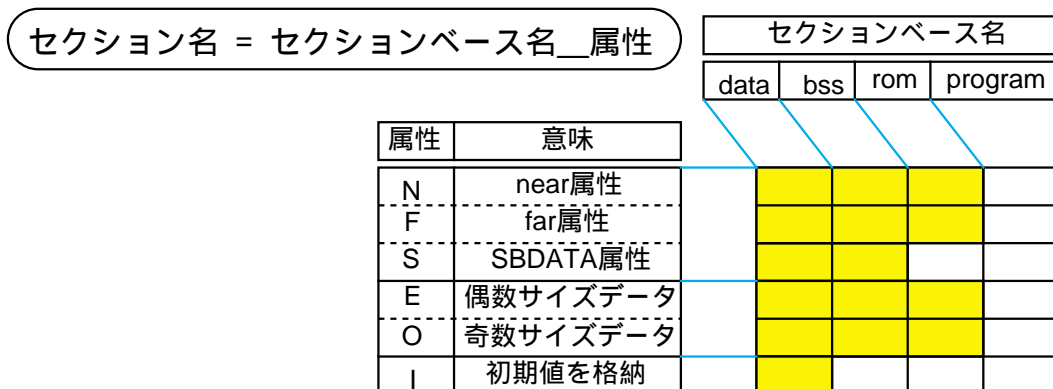 セクション名 = セクションベース名__属性
セクションベース名
data bss rom program
属性 意味
N near属性
F far属性
S SBDATA属性
E 偶数サイズデータ
O 奇数サイズデータ
I 初期値を格納